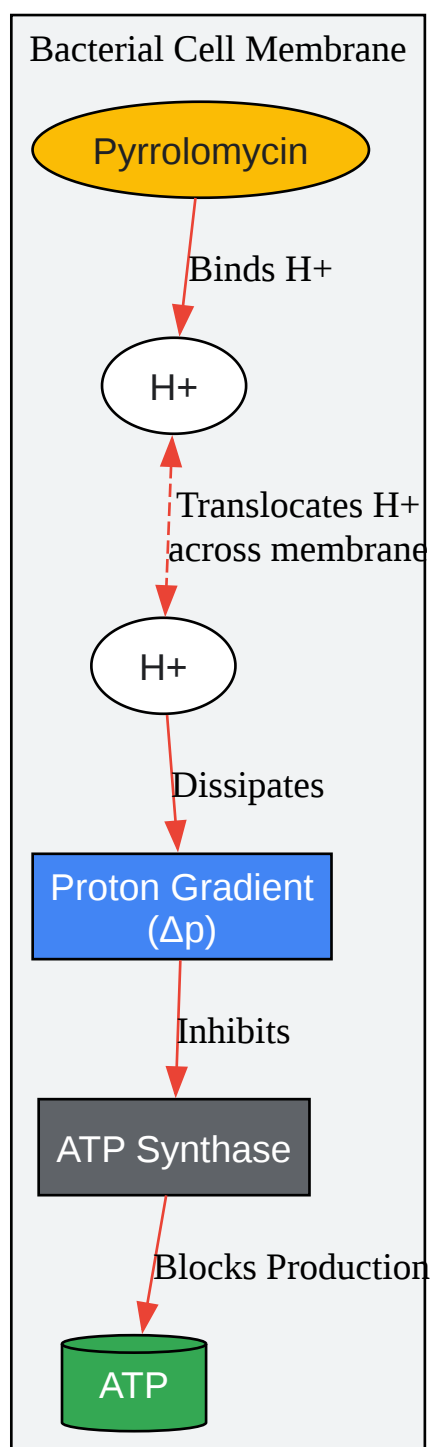 Bacterial Cell Membrane
Pyrrolomycin
Binds H+
H+
Translocates H+
across membrane
H+
Dissipates
Proton Gradient
(Δp)
Inhibits
ATP Synthase
Blocks Production
ATP